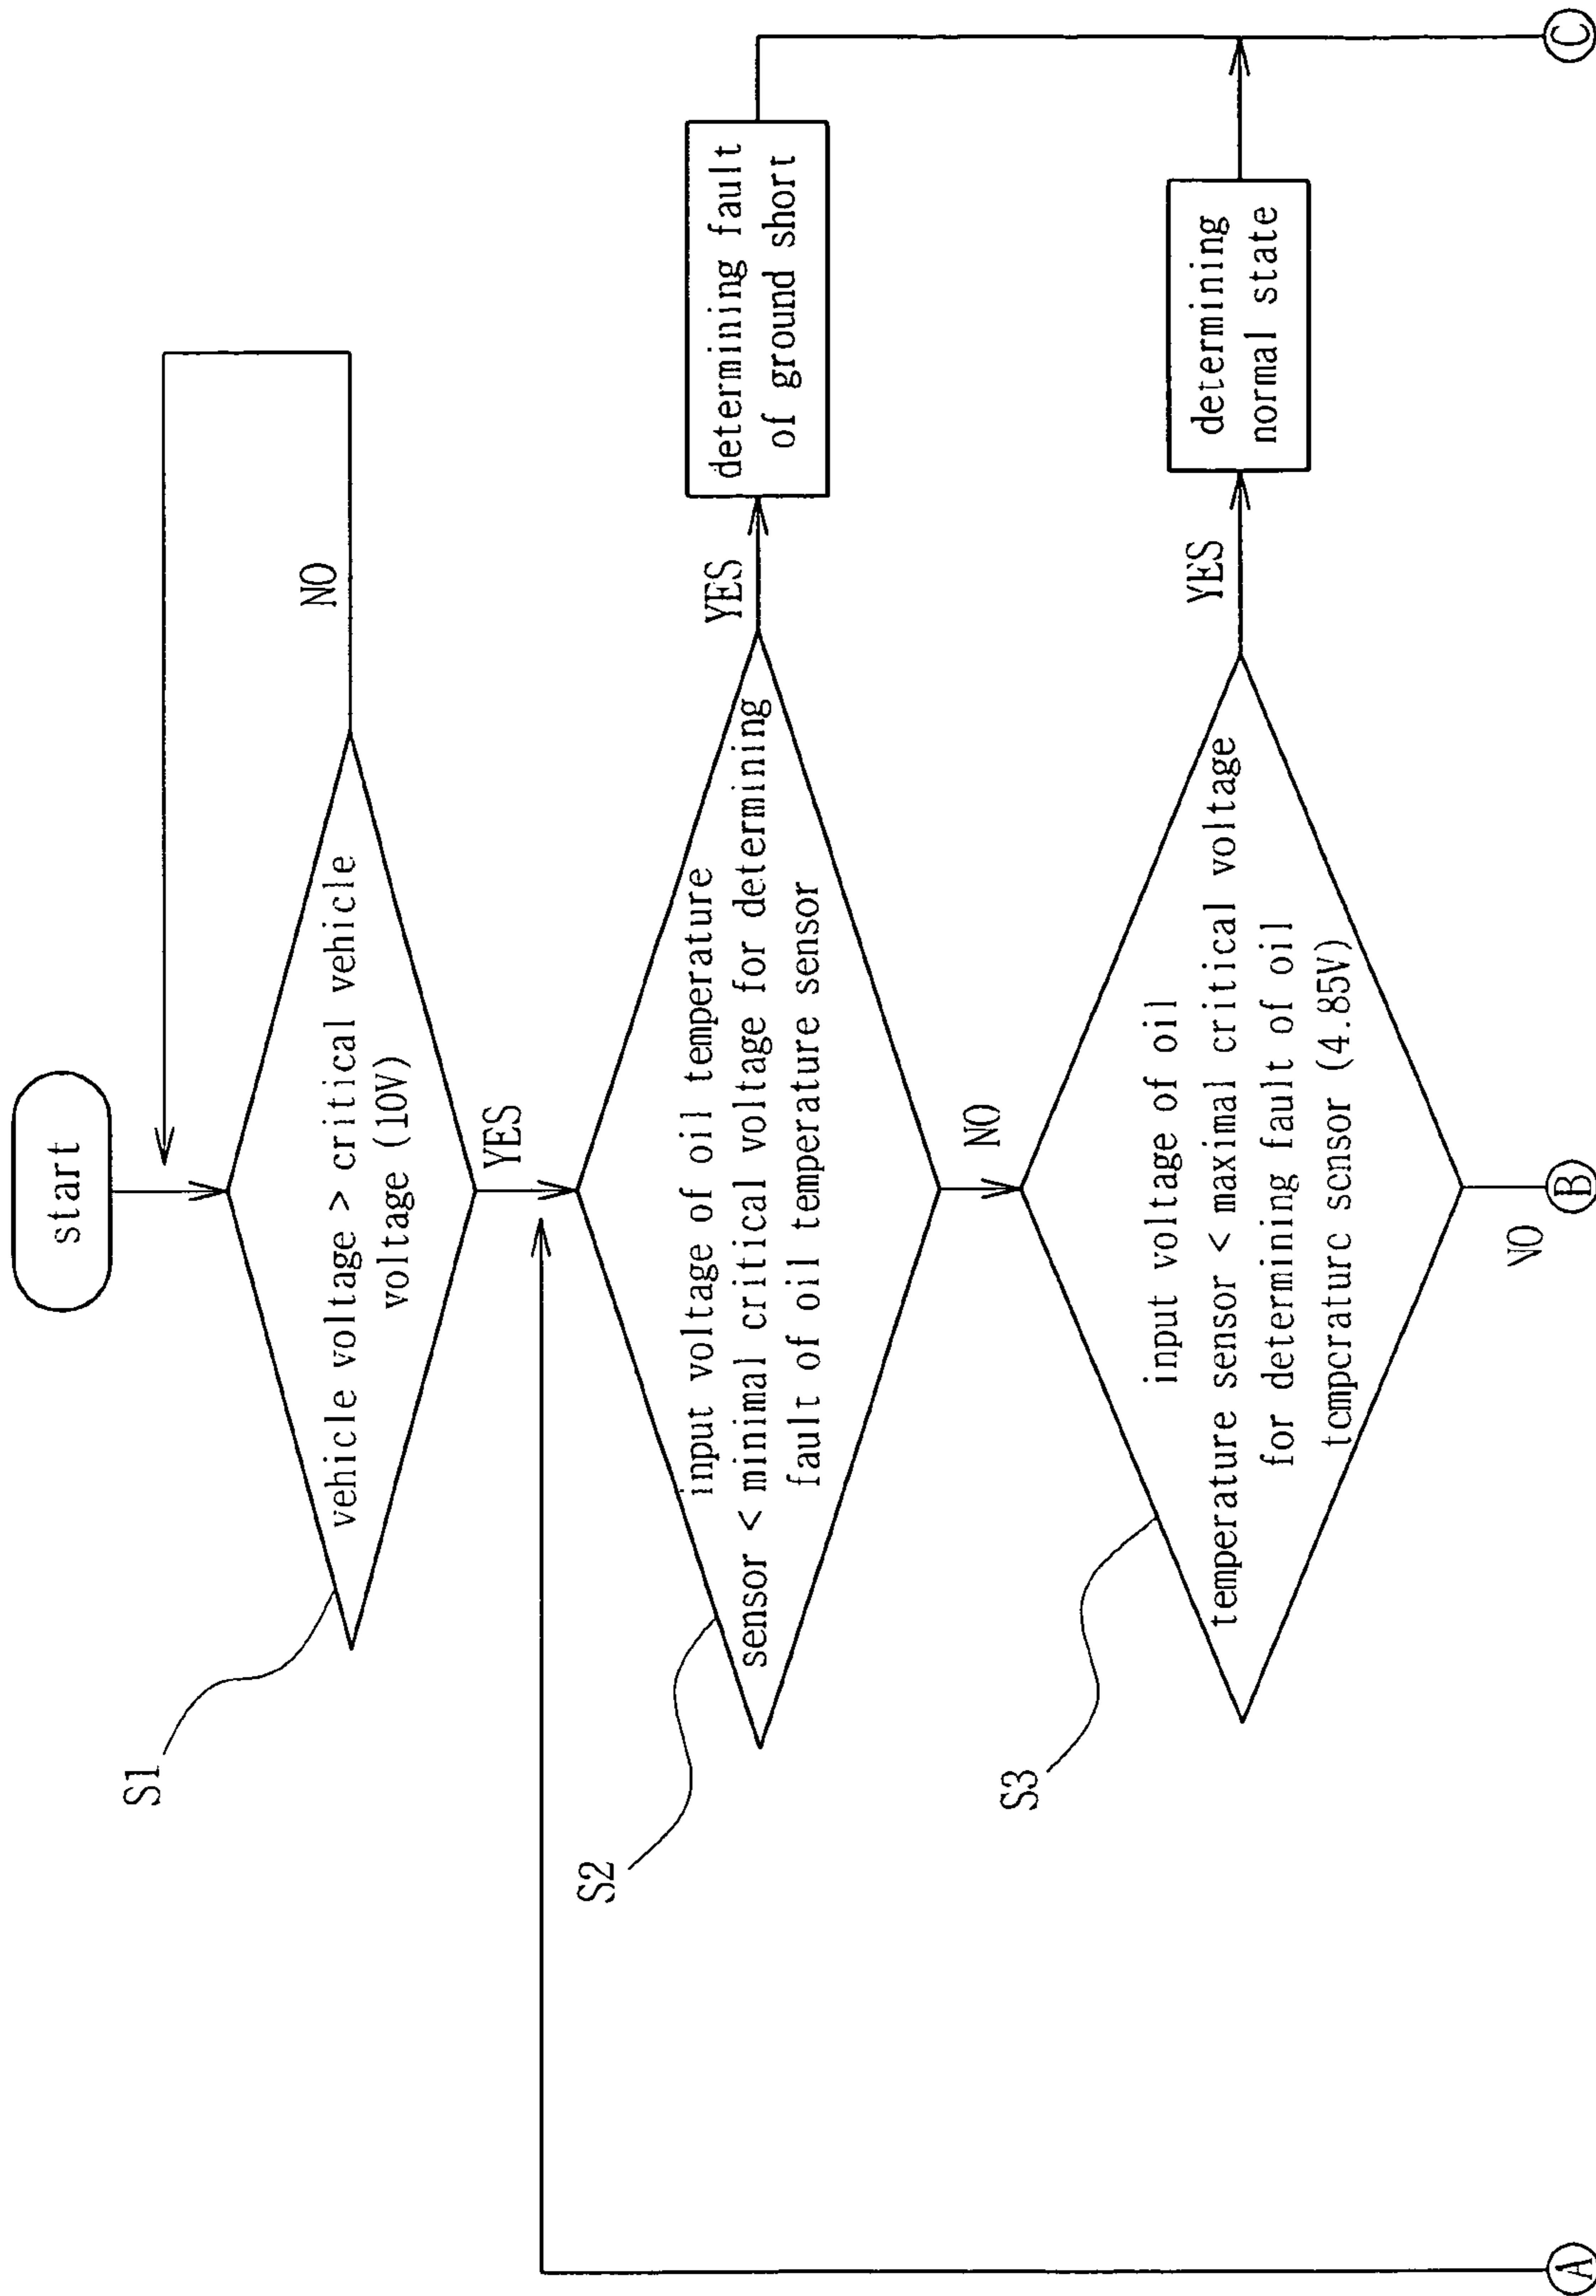 start
S1
vehicle voltage > critical vehicle
voltage (10V)
NO
YES
S2
input voltage of oil temperature
sensor < minimal critical voltage for determining
fault of oil temperature sensor
YES
determining fault
of ground short
NO
S3
input voltage of oil
temperature sensor < maximal critical voltage
for determining fault of oil
temperature sensor (4.85V)
YES
determining
normal state
NO
A
B
C